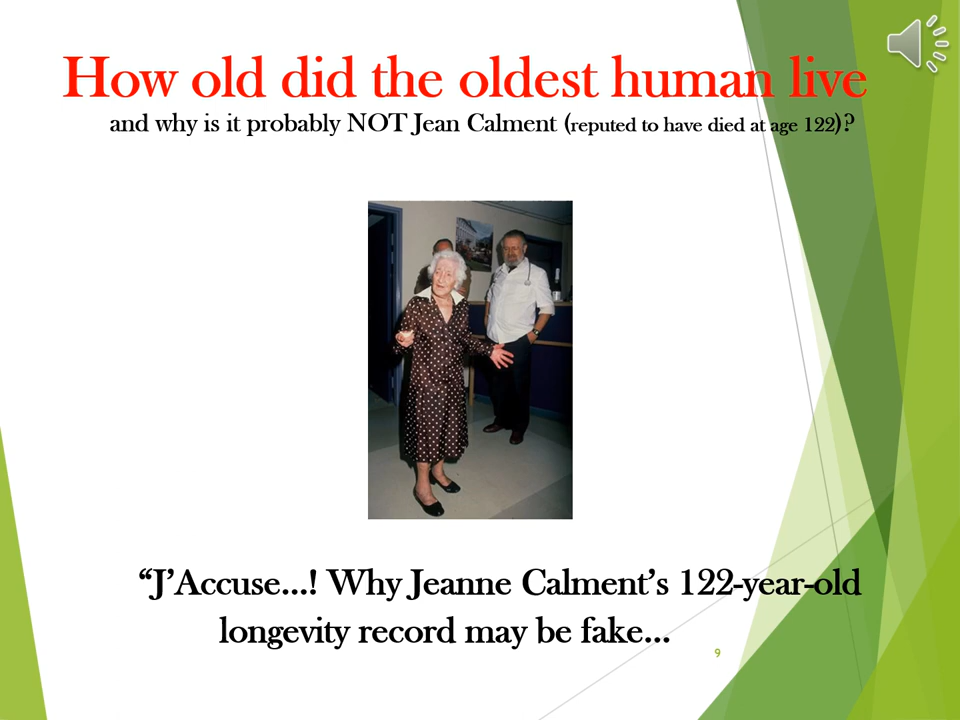 How old did the oldest human live
and why is it probably NOT Jean Calment (reputed to have died at age 122)?
“J’Accuse…! Why Jeanne Calment’s 122-year-old
longevity record may be fake…
9